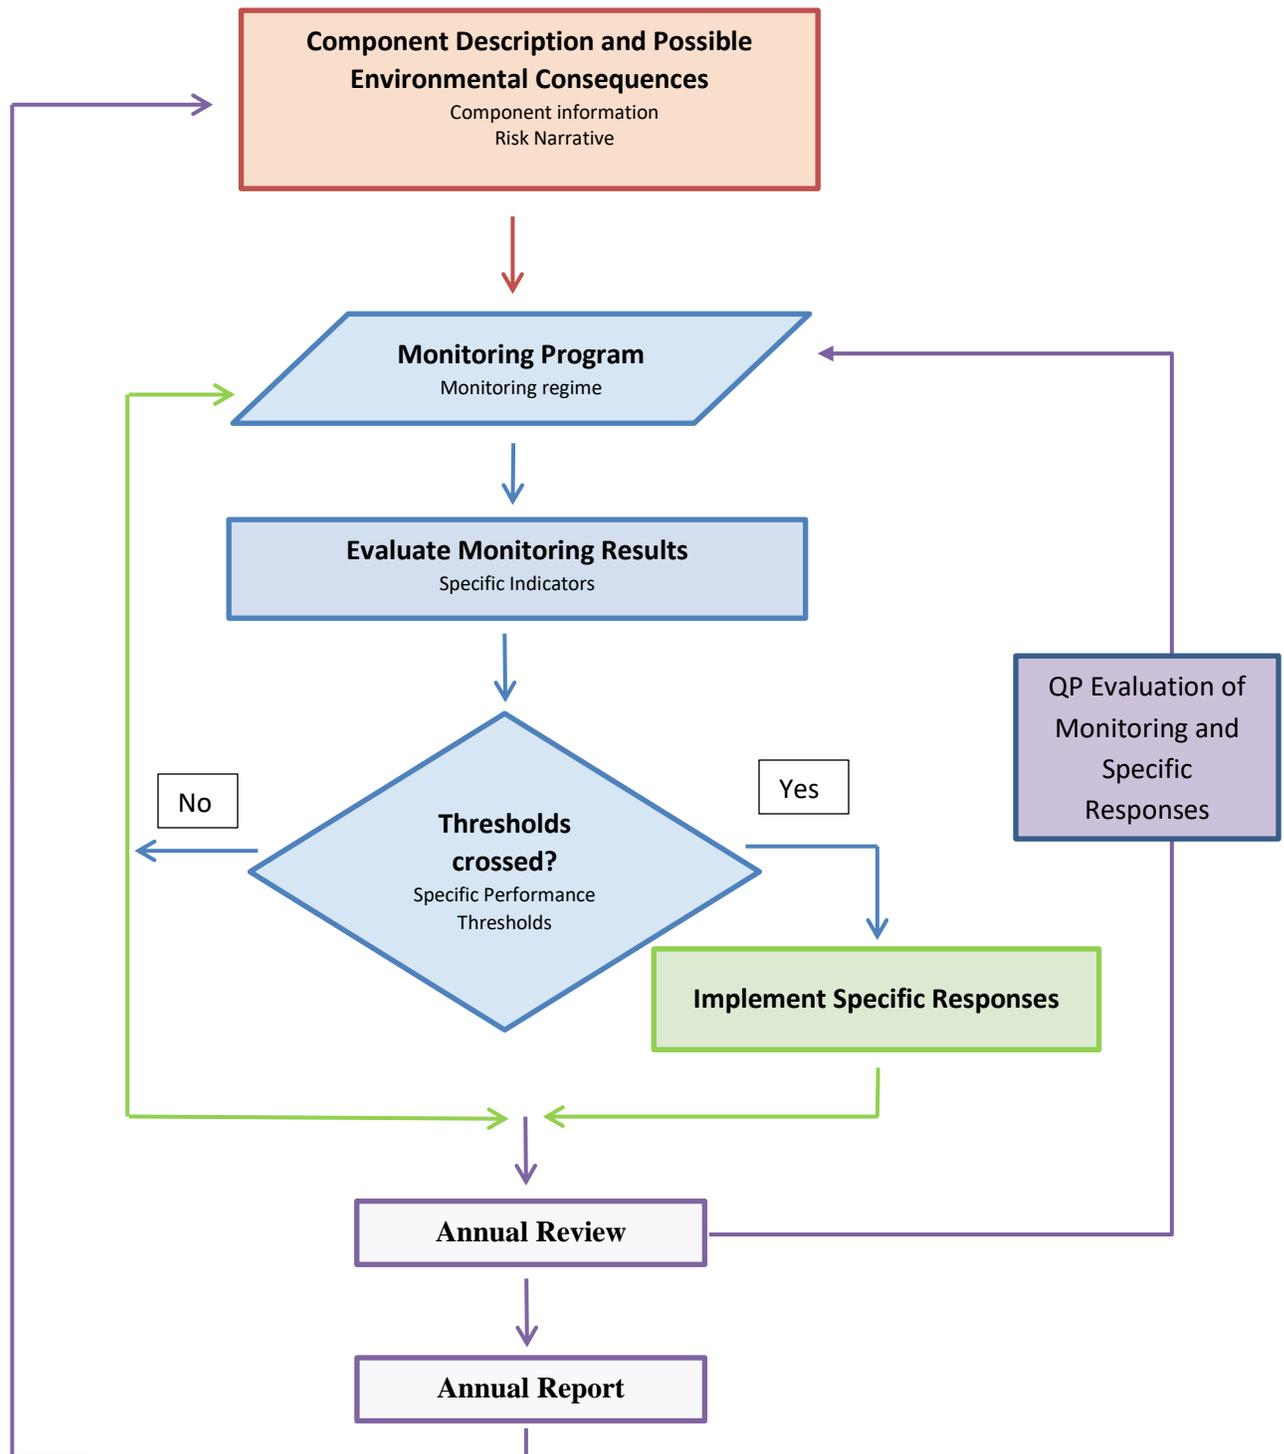 Component Description and Possible
Environmental Consequences
Component information
Risk Narrative
Monitoring Program
Monitoring regime
Evaluate Monitoring Results
Specific Indicators
QP Evaluation of
Monitoring and
Specific
Responses
No
Yes
Thresholds
crossed?
Specific Performance
Thresholds
Implement Specific Responses
Annual Review
Annual Report